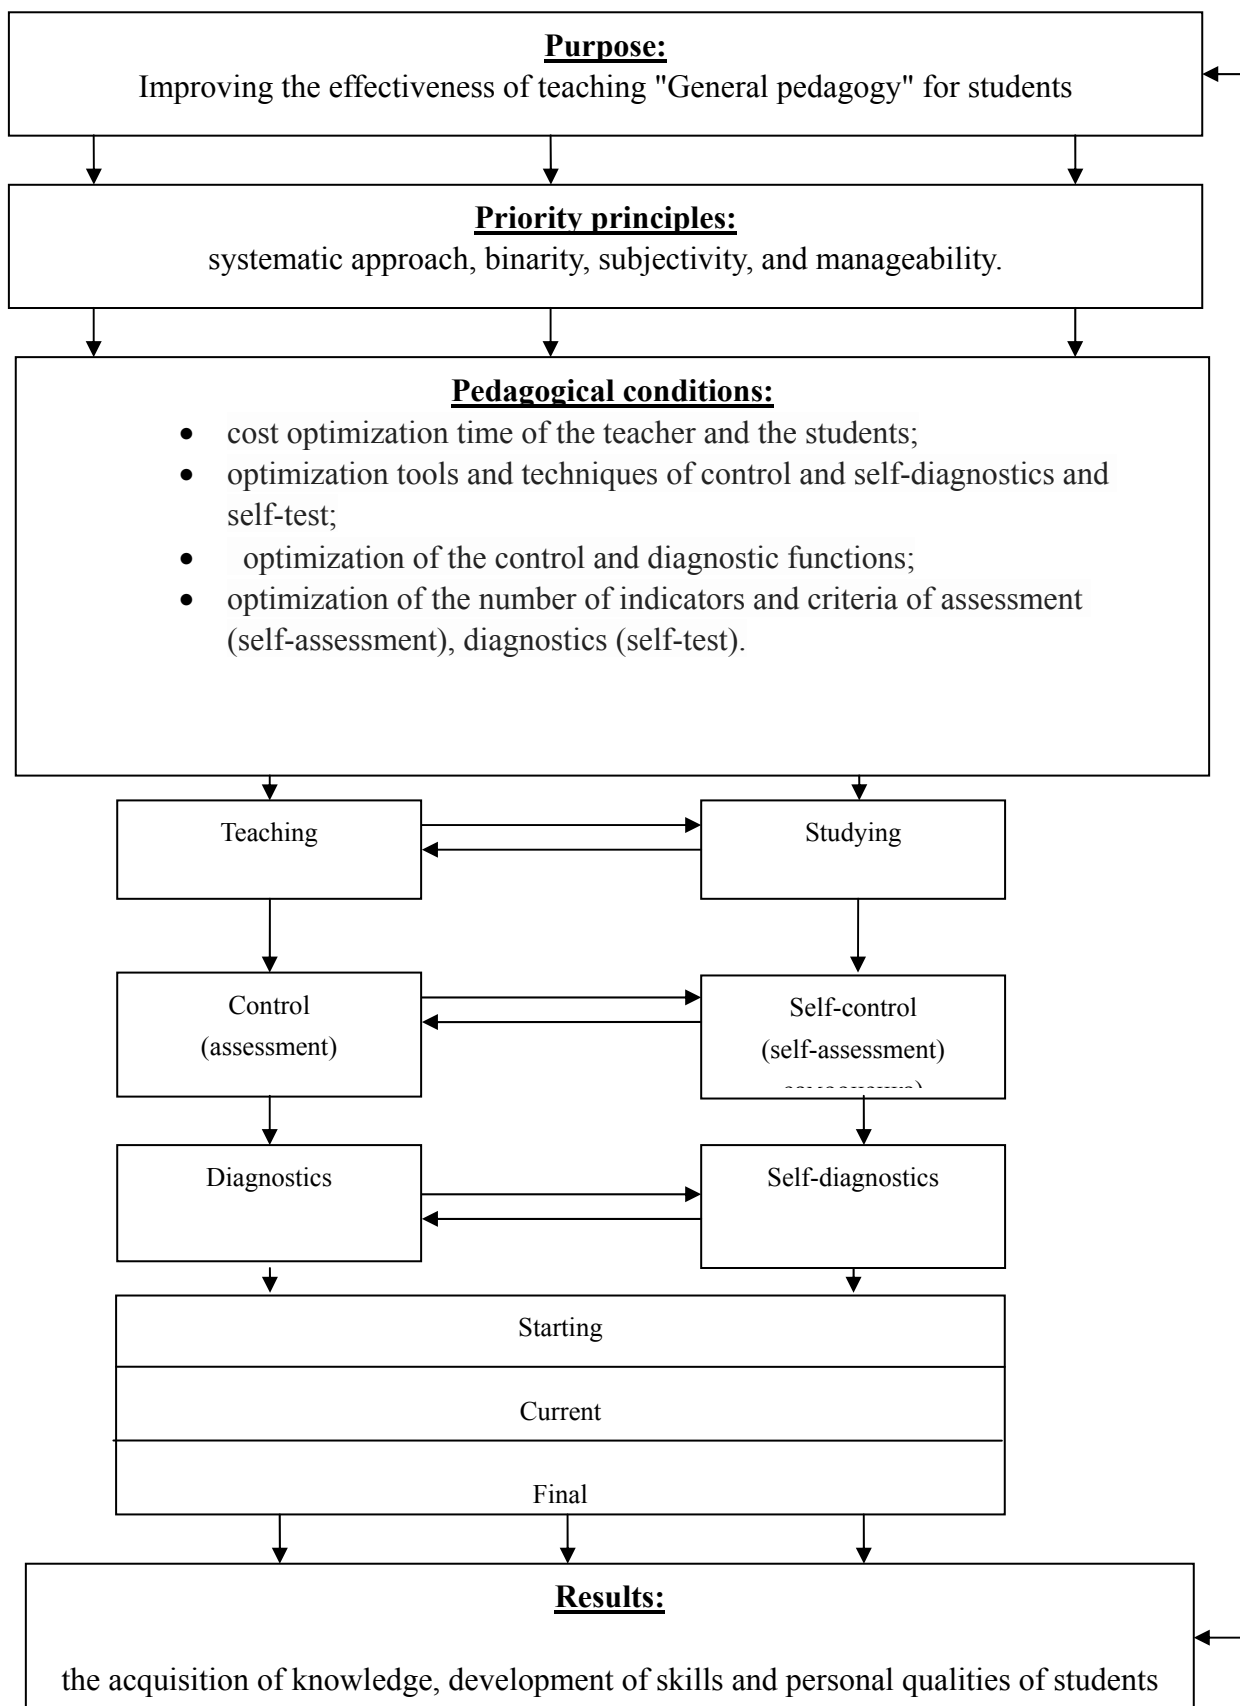 Purpose:
Improving the effectiveness of teaching "General pedagogy" for students
Priority principles:
systematic approach, binarity, subjectivity, and manageability.
Pedagogical conditions:
• cost optimization time of the teacher and the students;
• optimization tools and techniques of control and self-diagnostics and
self-test;
• optimization of the control and diagnostic functions;
• optimization of the number of indicators and criteria of assessment
(self-assessment), diagnostics (self-test).
Teaching
Studying
Control
(assessment)
Self-control
(self-assessment)
Diagnostics
Self-diagnostics
Starting
Current
Final
Results:
the acquisition of knowledge, development of skills and personal qualities of students